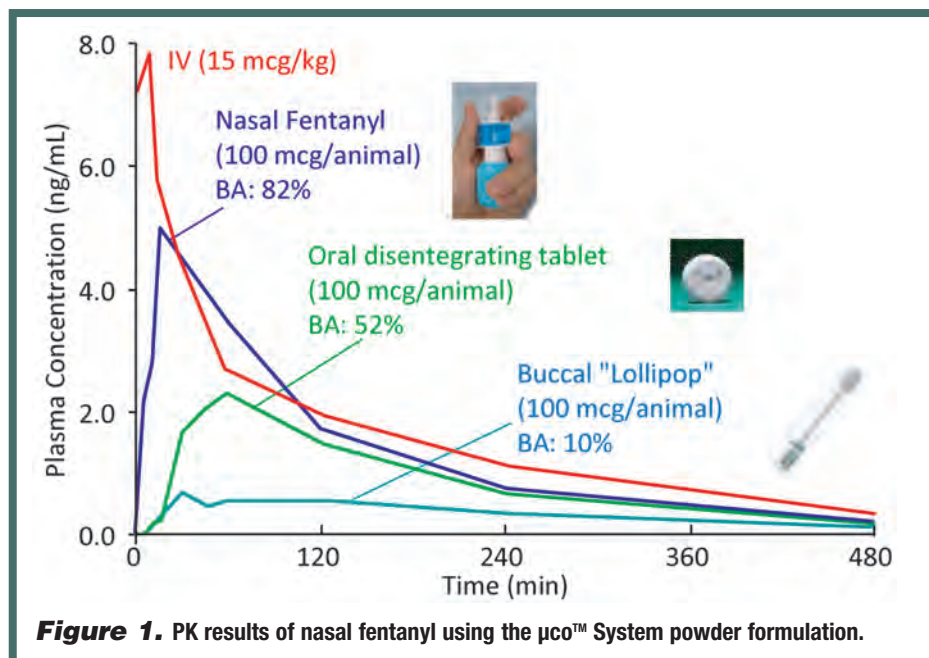 8.0
IV (15 mcg/kg)
Nasal Fentanyl
(100 mcg/animal)
BA: 82%
6.0
Oral disentegrating tablet
(100 mcg/animal)
BA: 52%
4.0
Buccal "Lollipop"
(100 mcg/animal)
BA: 10%
2.0
0.0
Plasma Concentration (ng/mL)
0 120 240 360 480
Time (min)
Figure 1. PK results of nasal fentanyl using the µco™ System powder formulation.